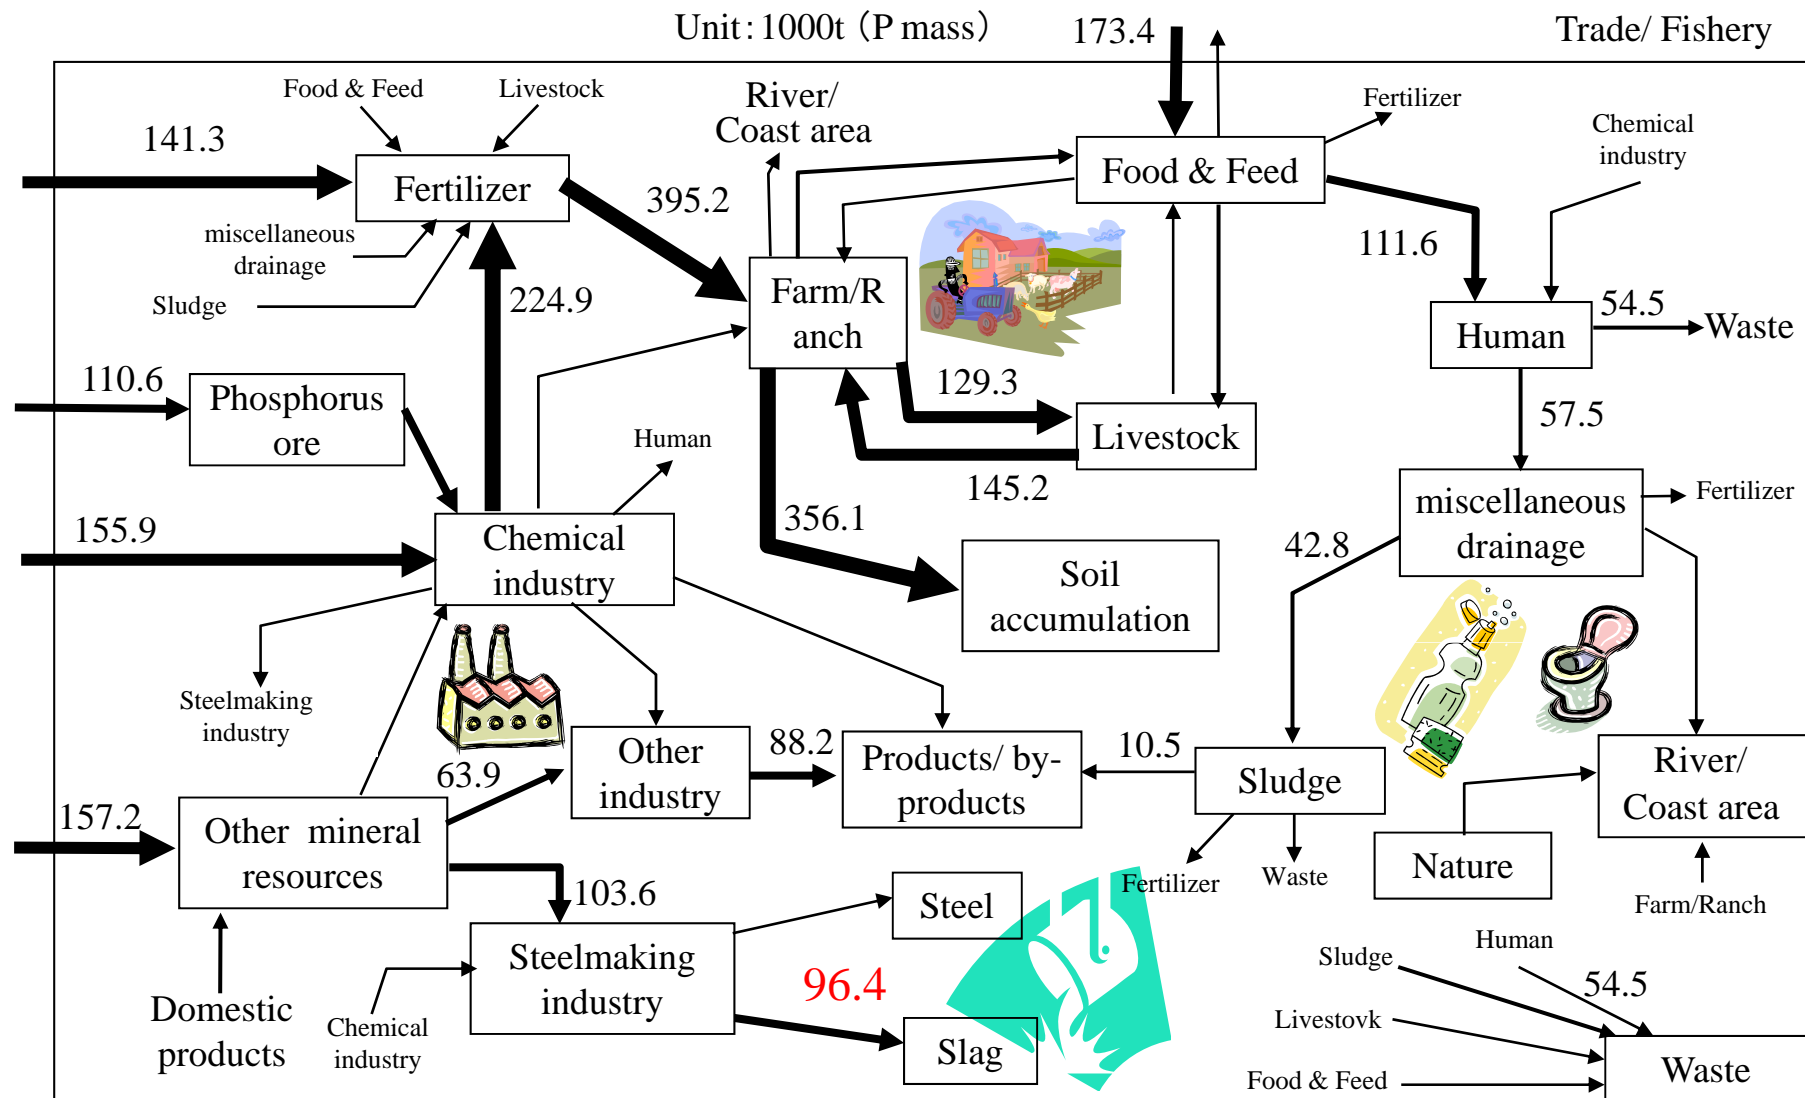 Unit: 1000t (P mass)
173.4
Trade/ Fishery
Food & Feed
Livestock
River/
Coast area
Fertilizer
Chemical
industry
141.3
Fertilizer
395.2
Food & Feed
111.6
miscellaneous
drainage
Sludge
224.9
Farm/R
anch
Human
54.5
Waste
110.6
Phosphorus
ore
129.3
Livestock
145.2
57.5
Human
356.1
miscellaneous
drainage
Fertilizer
155.9
Chemical
industry
Soil
accumulation
42.8
Steelmaking
industry
63.9
Other
industry
88.2
Products/ by-
products
10.5
Sludge
River/
Coast area
157.2
Other mineral
resources
Fertilizer
Waste
Nature
Farm/Ranch
103.6
Steel
Steelmaking
industry
96.4
Slag
Domestic
products
Chemical
industry
Human
Sludge
54.5
Livestovk
Food & Feed
Waste